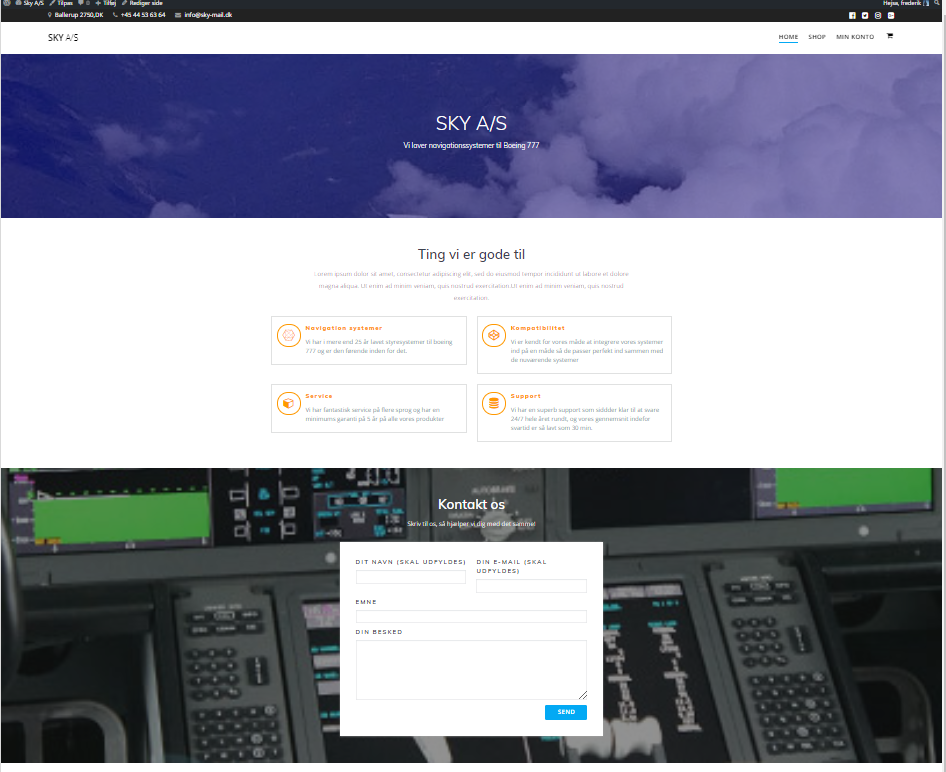 Sky A/S Tilpas 0 Tilføj Rediger side Hejsa, frederik
Ballerup 2750,DK +45 44 53 63 64 info@sky-mail.dk
SKY A/S HOME SHOP MIN KONTO
SKY A/S
Vi laver navigationssystemer til Boeing 777
Ting vi er gode til
Lorem ipsum dolor sit amet, consectetur adipiscing elit, sed do eiusmod tempor incididunt ut labore et dolore
magna aliqua. Ut enim ad minim veniam, quis nostrud exercitation.Ut enim ad minim veniam, quis nostrud
exercitation.
Navigation systemer
Vi har i mere end 25 år lavet styresystemer til boeing
777 og er den førende inden for det.
Kompatibilitet
Vi er kendt for vores måde at integrere vores systemer
ind på en måde så de passer perfekt ind sammen med
de nuværende systemer
Service
Vi har fantastisk service på flere sprog og har en
minimums garanti på 5 år på alle vores produkter
Support
Vi har en superb support som siddder klar til at svare
24/7 hele året rundt, og vores gennemsnit indefor
svartid er så lavt som 30 min.
Kontakt os
Skriv til os, så hjælper vi dig med det samme!
DIT NAVN (SKAL UDFYLDES)
DIN E-MAIL (SKAL
UDFYLDES)
EMNE
DIN BESKED
SEND